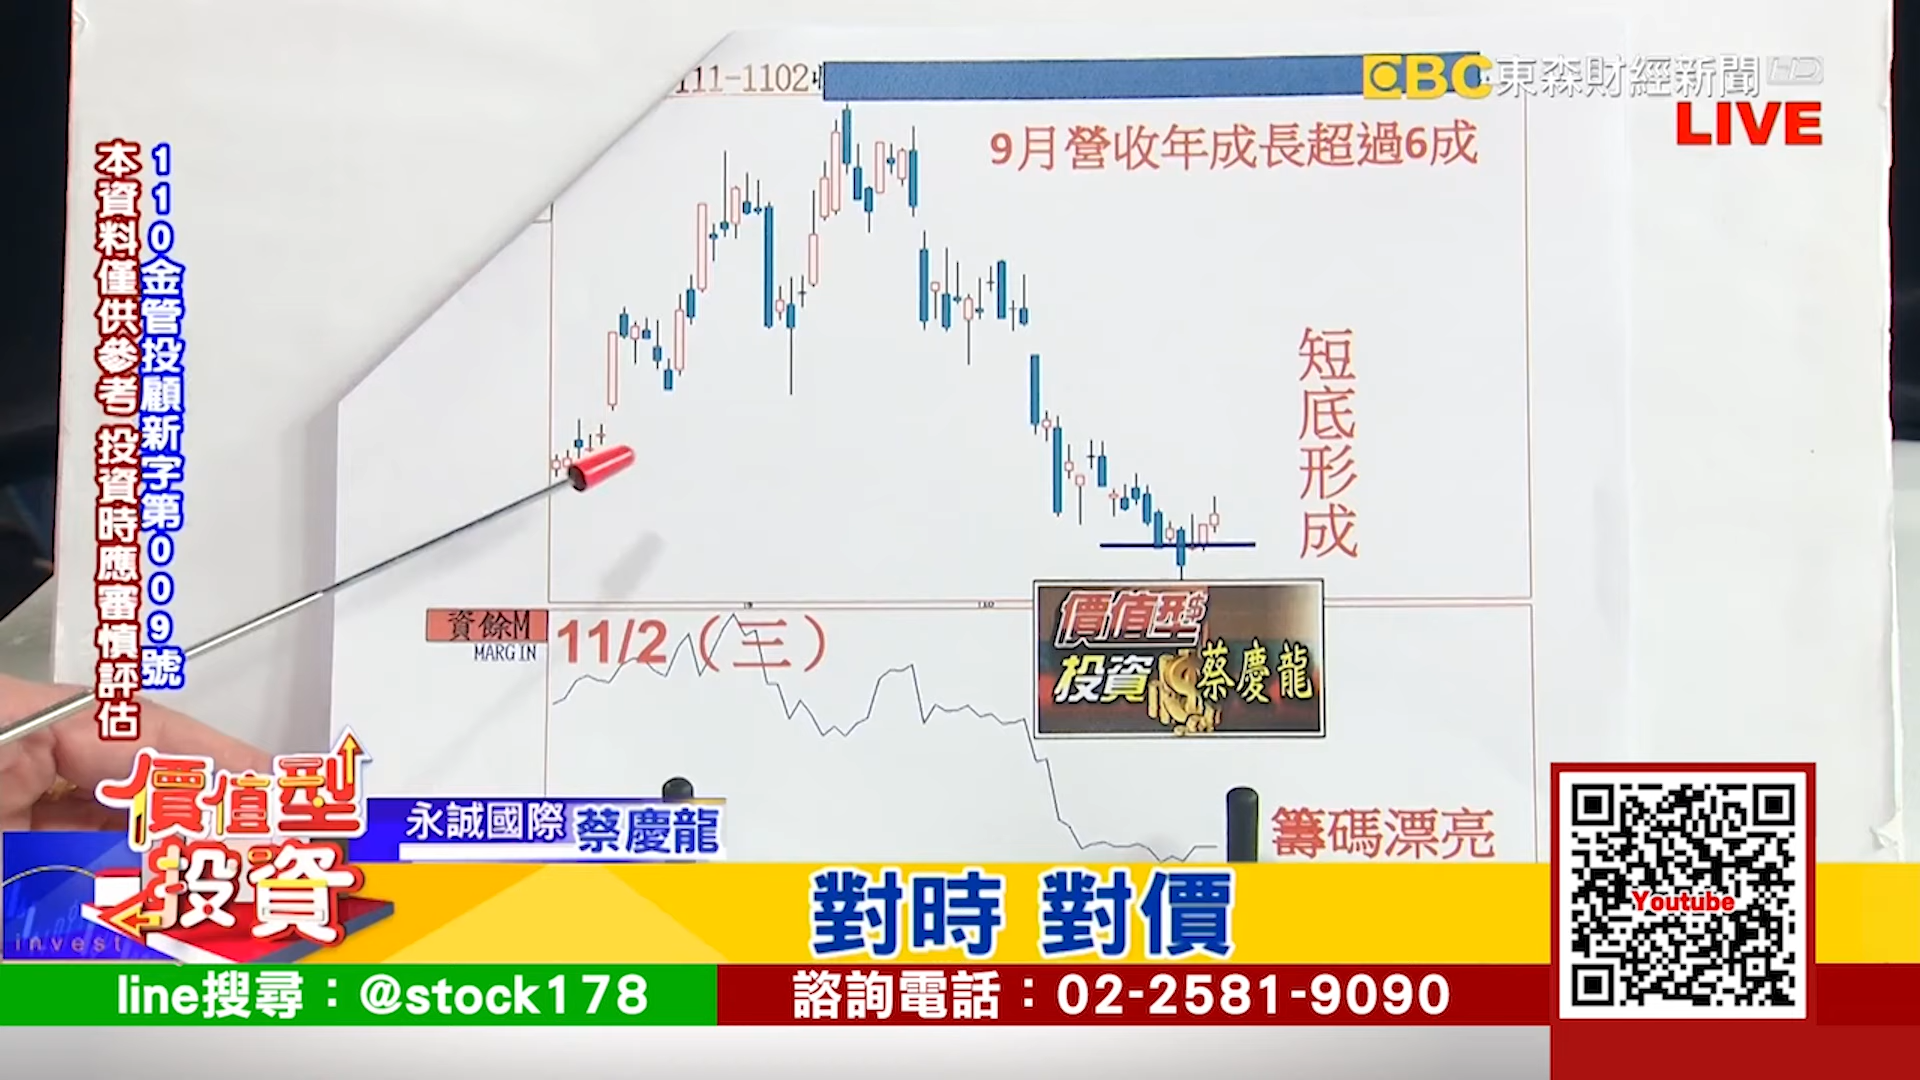 111-1102
EBC東森財經新聞HD
LIVE
9月營收年成長超過6成
110金管投顧新字第009號
本資料僅供參考 投資時應審慎評估
短底形成
9
10
資餘M
MARGIN
11/2（三）
價值型
投資
蔡慶龍
籌碼漂亮
價值型
投資
invest
永誠國際 蔡慶龍
對時 對價
Youtube
line搜尋：@stock178
諮詢電話：02-2581-9090